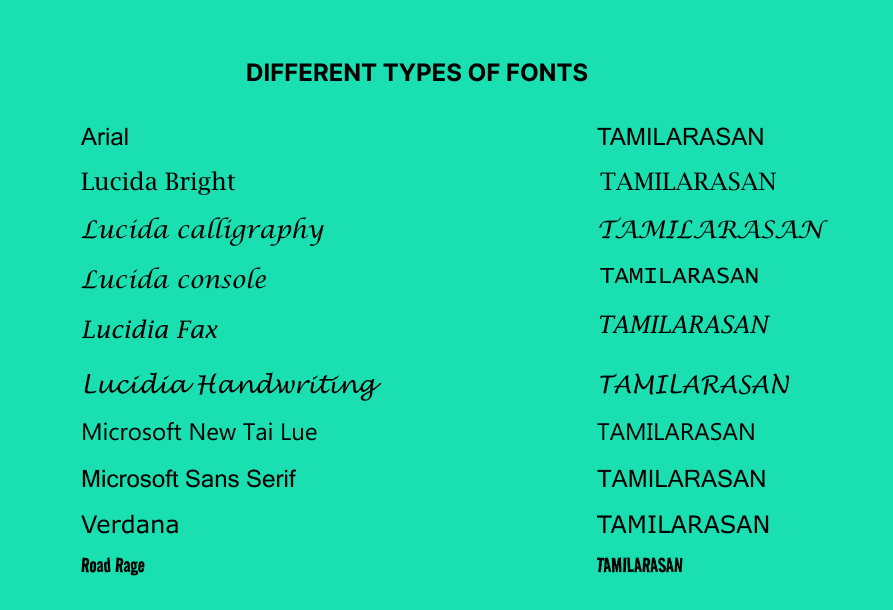 DIFFERENT TYPES OF FONTS
Arial TAMILARASAN
Lucida Bright TAMILARASAN
Lucida calligraphy TAMILARASAN
Lucida console TAMILARASAN
Lucidia Fax TAMILARASAN
Lucidia Handwriting TAMILARASAN
Microsoft New Tai Lue TAMILARASAN
Microsoft Sans Serif TAMILARASAN
Verdana TAMILARASAN
Road Rage TAMILARASAN